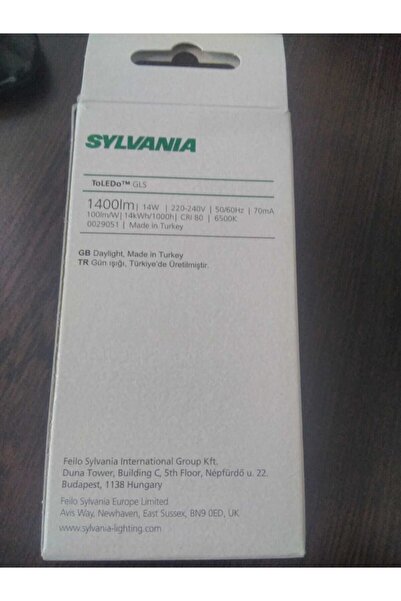 SYLVANIA
ToLEDo™ GLS
1400lm| 14W | 220-240V | 50/60Hz | 70mA
100lm/W| 14kWh/1000h| CRI 80 | 6500K
0029051 | Made in Turkey
GB Daylight, Made in Turkey
TR Gün ışığı, Türkiye'de Üretilmiştir.
Feilo Sylvania International Group Kft.
Duna Tower, Building C, 5th Floor, Népfürdő u. 22.
Budapest, 1138 Hungary
Feilo Sylvania Europe Limited
Avis Way, Newhaven, East Sussex, BN9 0ED, UK
www.sylvania-lighting.com